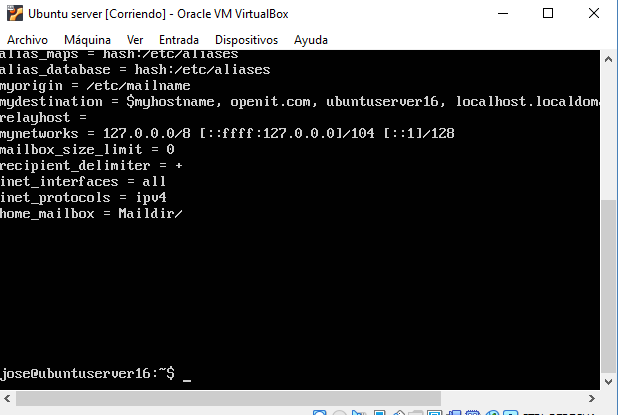 Ubuntu server [Corriendo] - Oracle VM VirtualBox
Archivo Máquina Ver Entrada Dispositivos Ayuda
alias_maps = hash:/etc/aliases
alias_database = hash:/etc/aliases
myorigin = /etc/mailname
mydestination = $myhostname, openit.com, ubuntuserver16, localhost.localdoma
relayhost =
mynetworks = 127.0.0.0/8 [::ffff:127.0.0.0]/104 [::1]/128
mailbox_size_limit = 0
recipient_delimiter = +
inet_interfaces = all
inet_protocols = ipv4
home_mailbox = Maildir/
jose@ubuntuserver16:~$ _